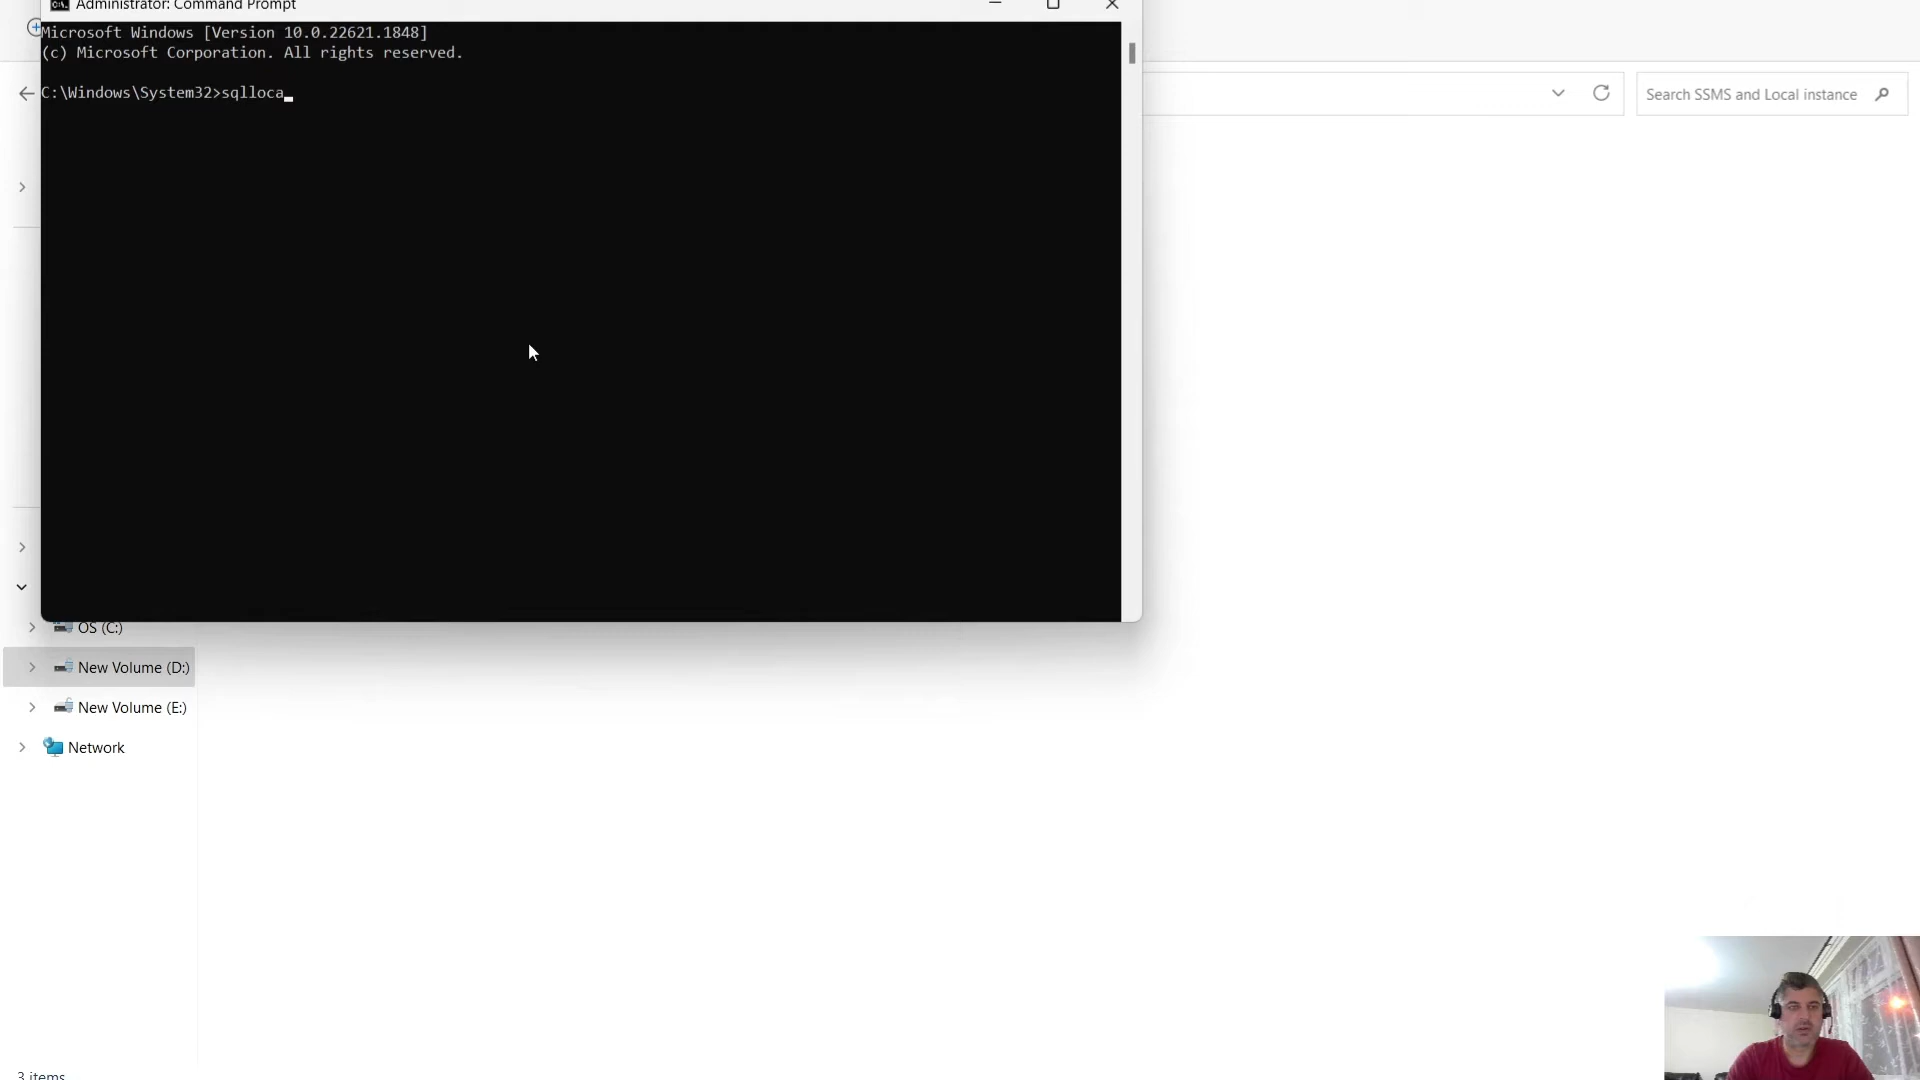 Administrator: Command Prompt
Microsoft Windows [Version 10.0.22621.1848]
(c) Microsoft Corporation. All rights reserved.
C:\Windows\System32>sqlloca
Search SSMS and Local instance
OS (C:)
New Volume (D:)
New Volume (E:)
Network
3 items